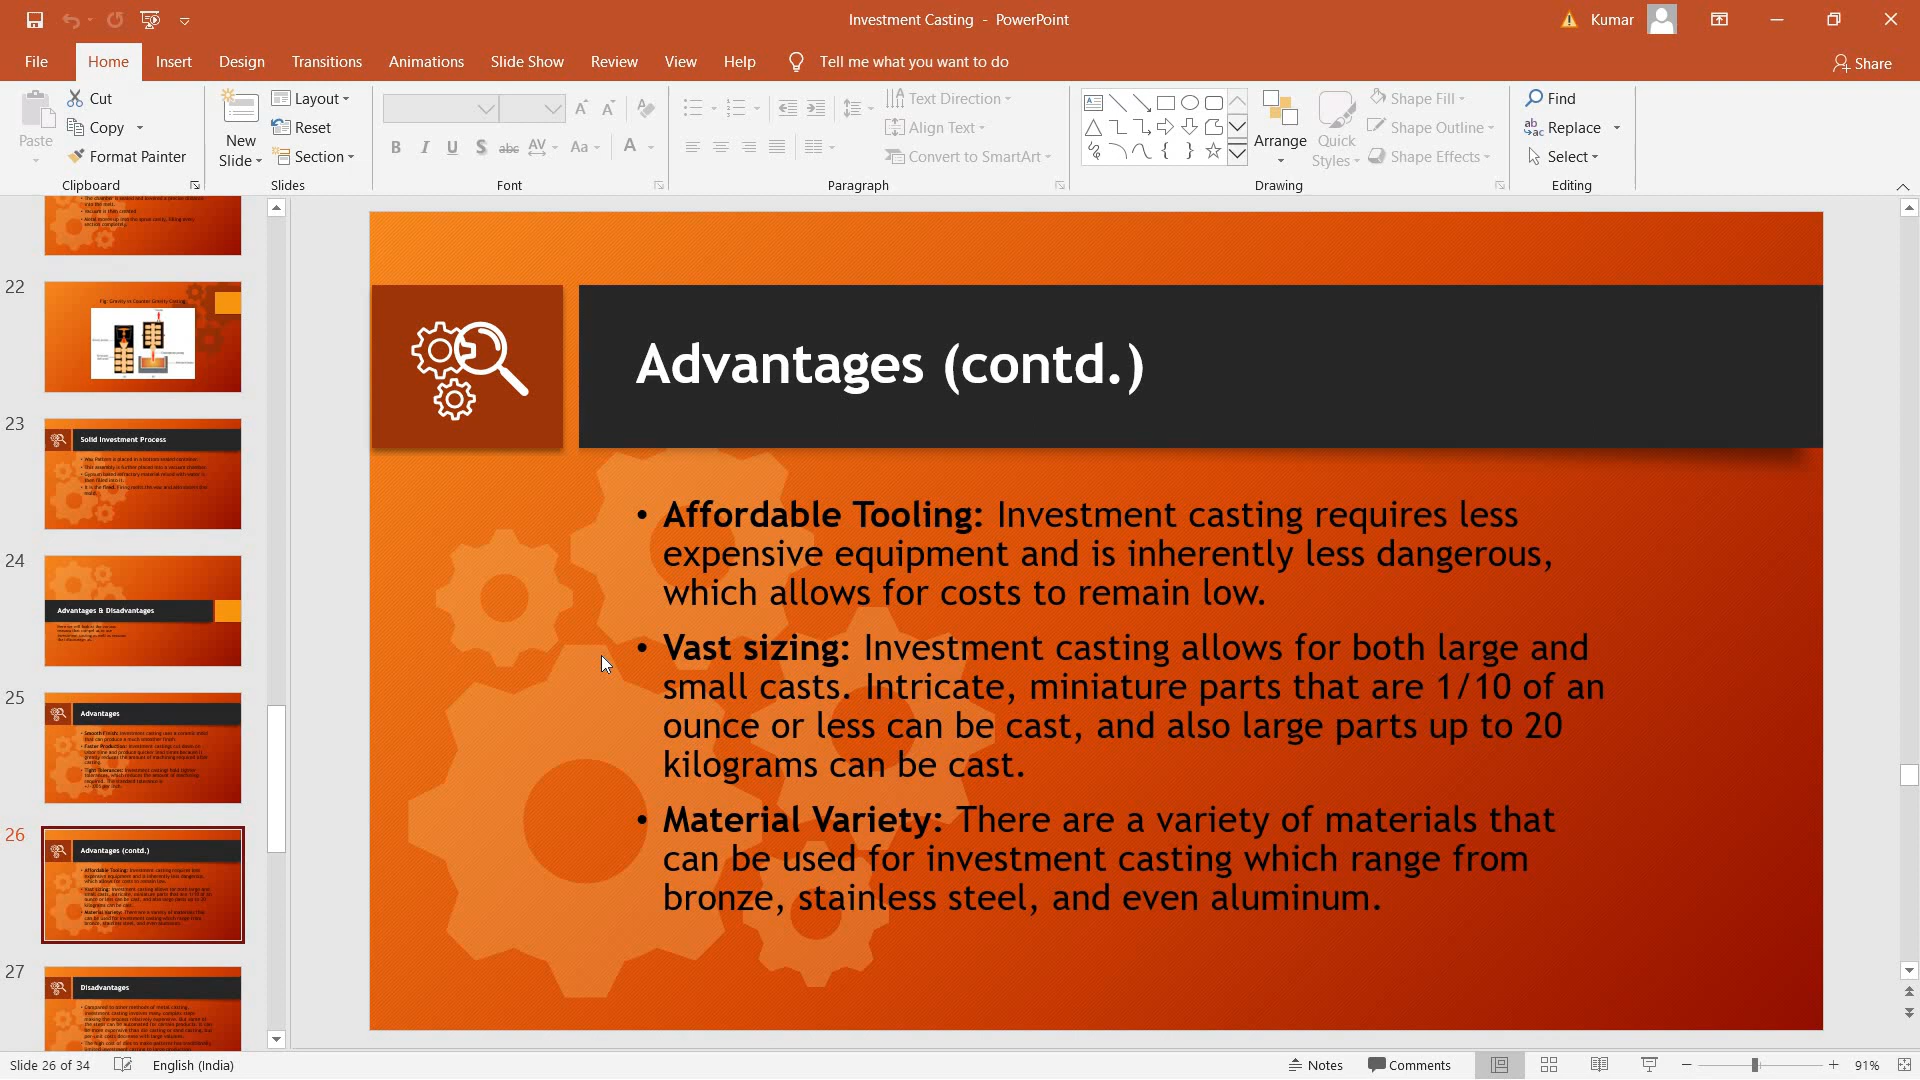 Investment Casting - PowerPoint
Kumar
File
Home
Insert
Design
Transitions
Animations
Slide Show
Review
View
Help
Tell me what you want to do
Share
Paste
Cut
Copy
Format Painter
Clipboard
New
Slide
Layout
Reset
Section
Slides
Font
Text Direction
Align Text
Convert to SmartArt
Paragraph
Arrange
Quick
Styles
Shape Fill
Shape Outline
Shape Effects
Drawing
Find
Replace
Select
Editing
22
23
Solid Investment Process
24
Advantages & Disadvantages
25
Advantages
26
Advantages (contd.)
27
Disadvantages
Advantages (contd.)
• Affordable Tooling: Investment casting requires less
expensive equipment and is inherently less dangerous,
which allows for costs to remain low.
• Vast sizing: Investment casting allows for both large and
small casts. Intricate, miniature parts that are 1/10 of an
ounce or less can be cast, and also large parts up to 20
kilograms can be cast.
• Material Variety: There are a variety of materials that
can be used for investment casting which range from
bronze, stainless steel, and even aluminum.
Slide 26 of 34
English (India)
Notes
Comments
91%